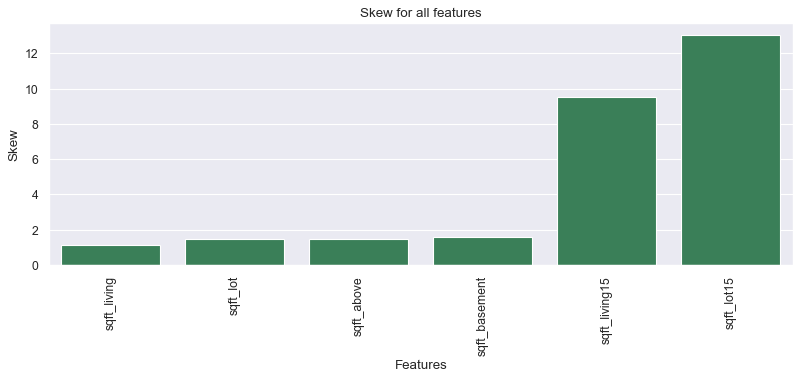 Skew for all features
Skew
12
10
8
6
4
2
0
sqft_living
sqft_lot
sqft_above
sqft_basement
sqft_living15
sqft_lot15
Features